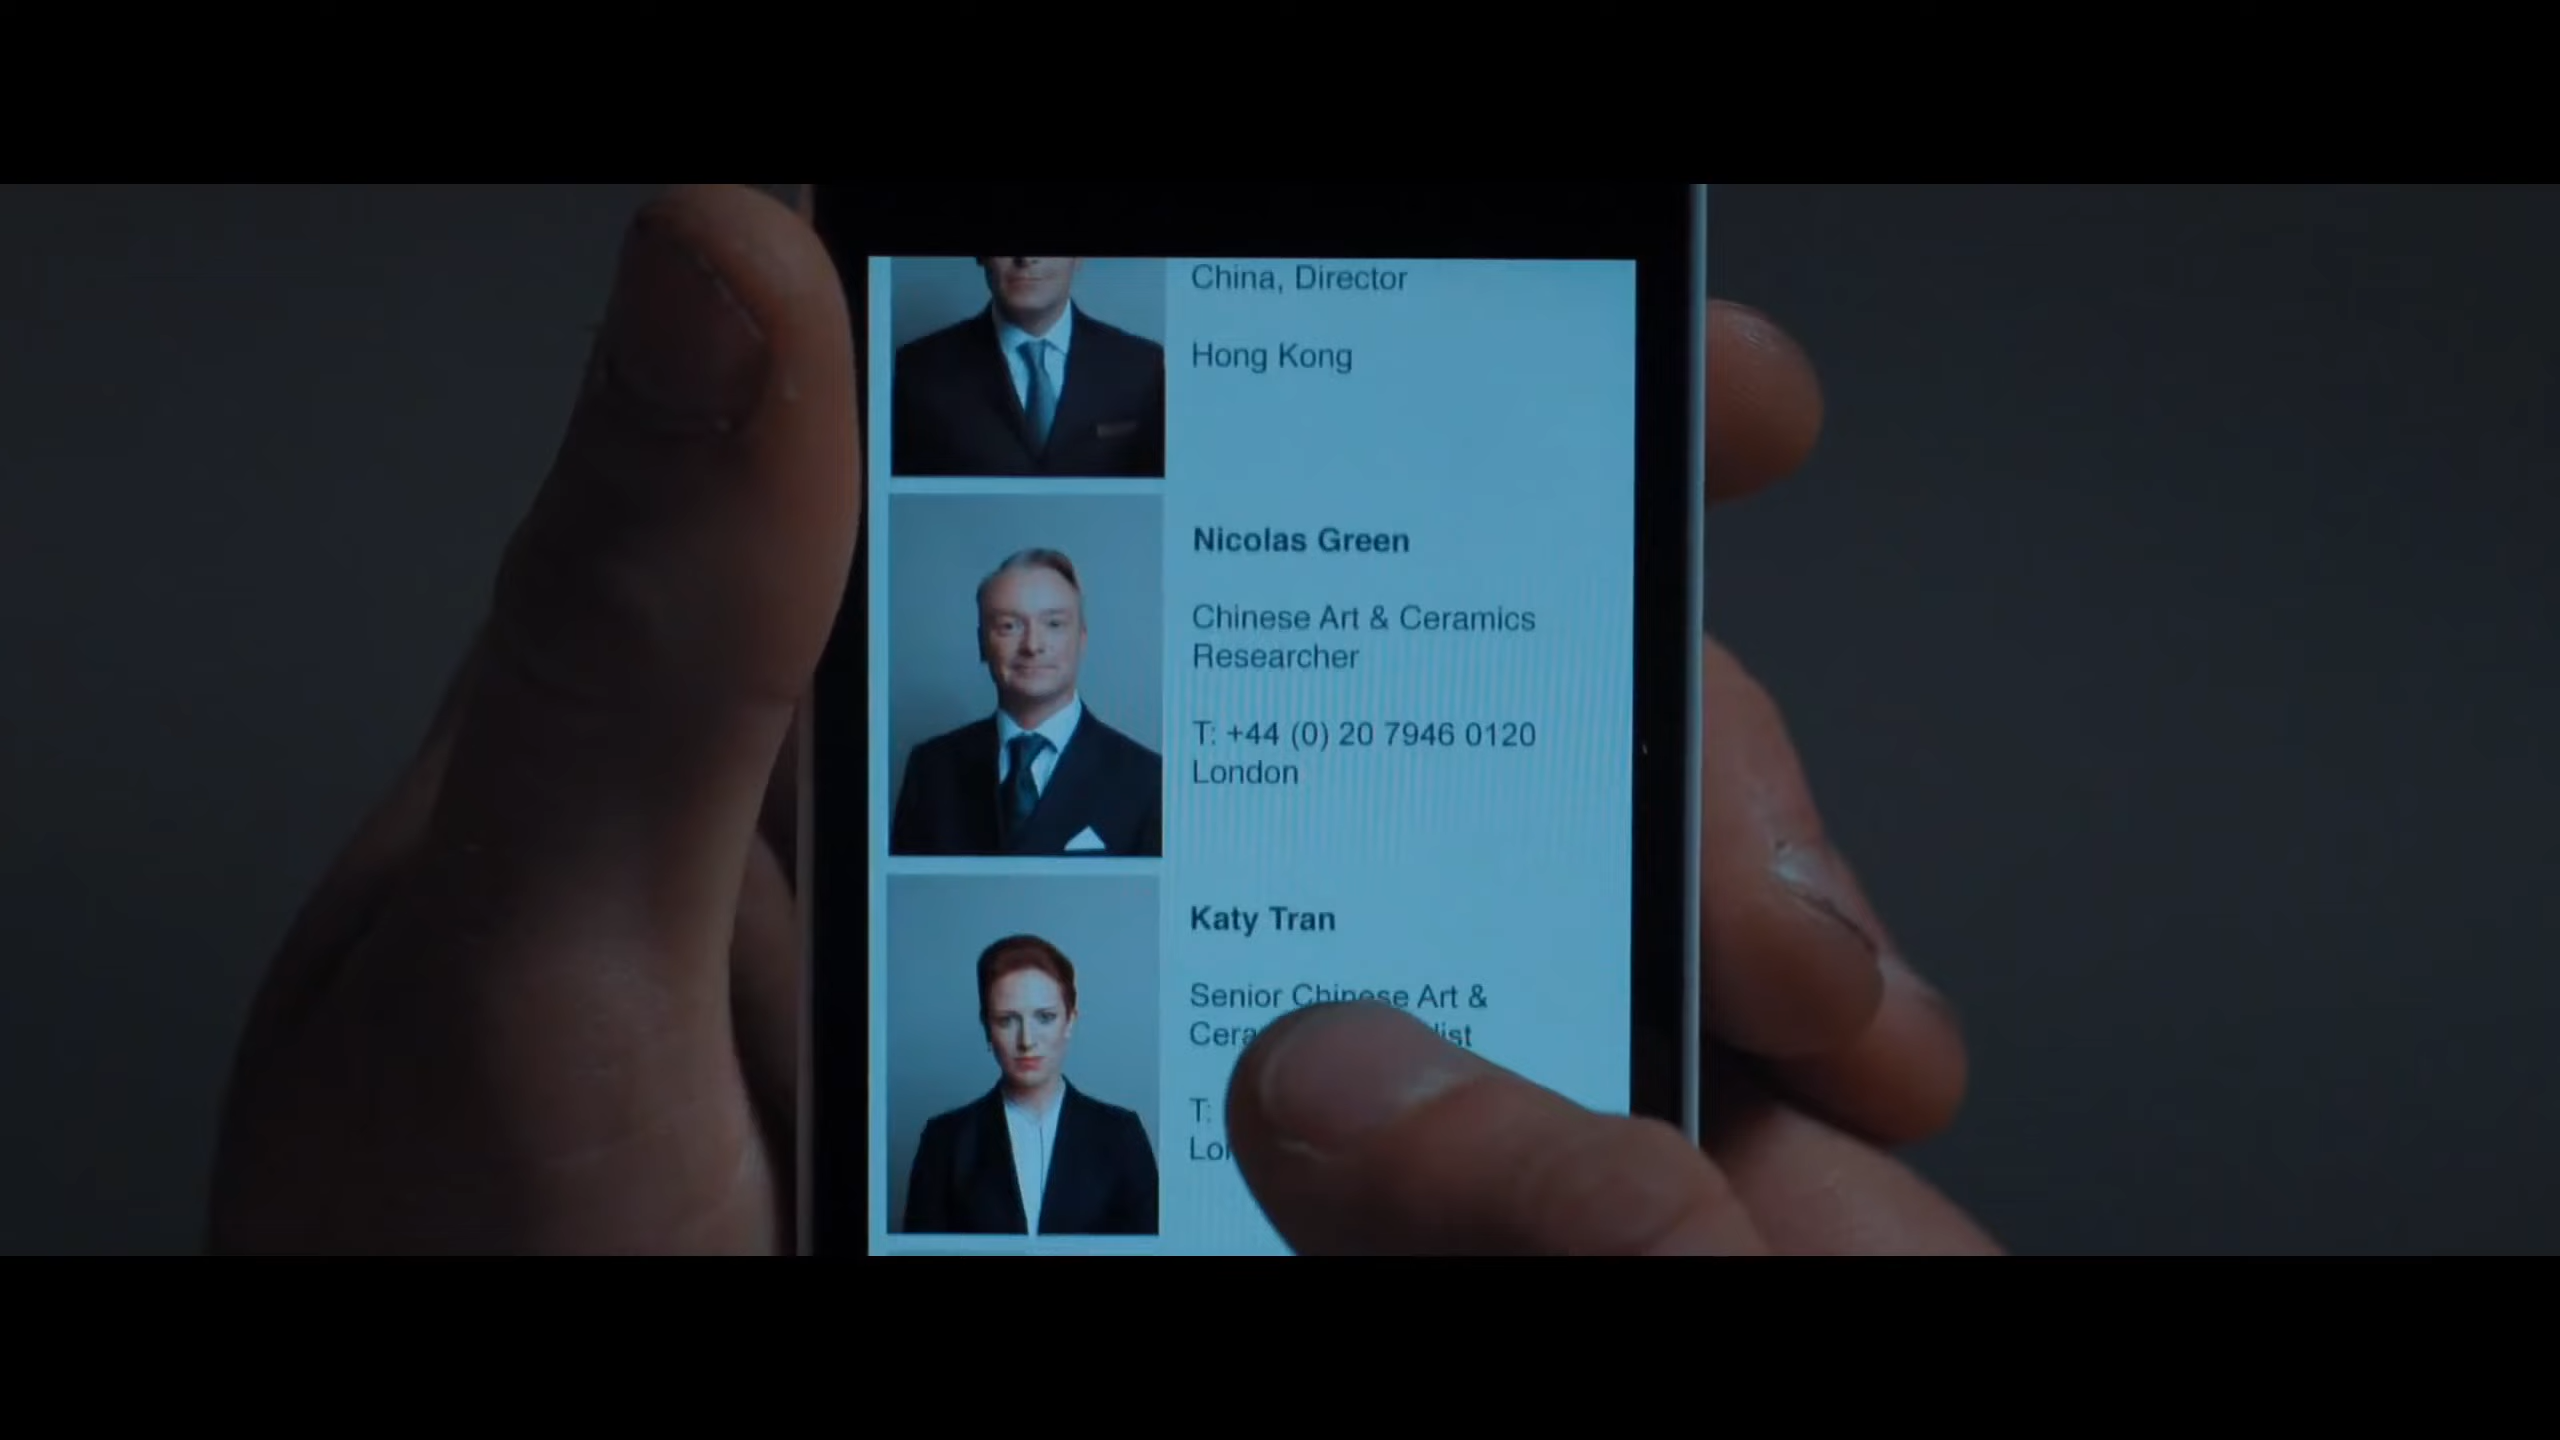 China, Director
Hong Kong
Nicolas Green
Chinese Art & Ceramics
Researcher
T: +44 (0) 20 7946 0120
London
Katy Tran
Senior Chinese Art &
T: